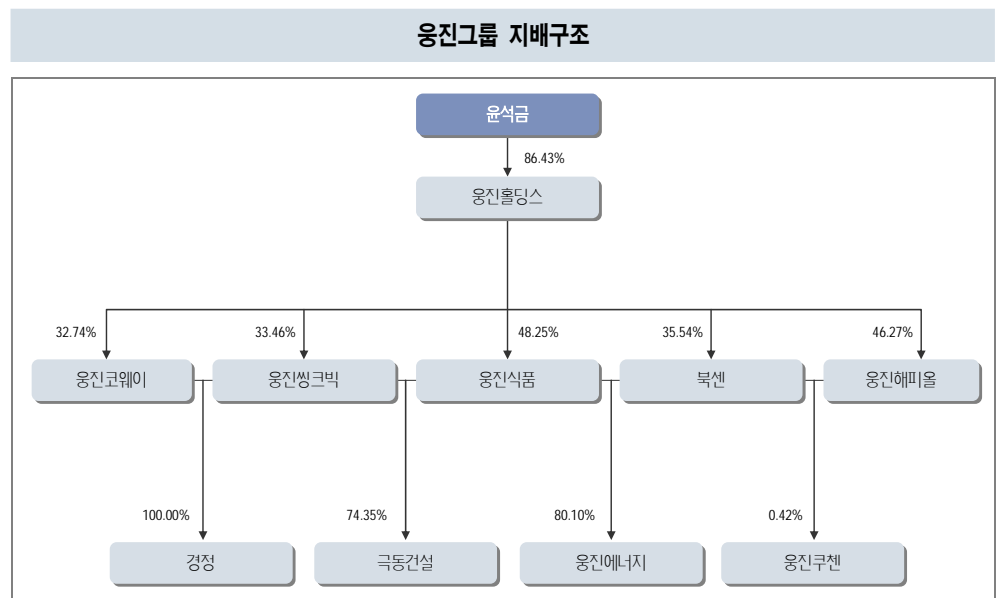 웅진그룹 지배구조
윤석금
86.43%
웅진홀딩스
32.74% 33.46% 48.25% 35.54% 46.27%
웅진코웨이 웅진씽크빅 웅진식품 북센 웅진해피올
100.00% 74.35% 80.10% 0.42%
경정 극동건설 웅진에너지 웅진쿠첸